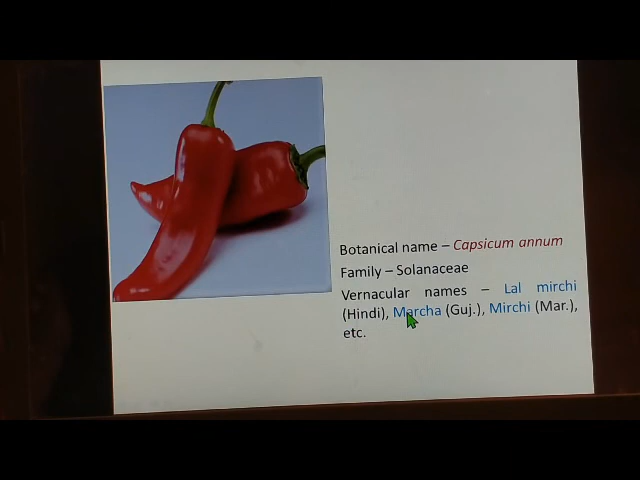 Botanical name – Capsicum annum
Family – Solanaceae
Vernacular names – Lal mirchi
(Hindi), Marcha (Guj.), Mirchi (Mar.),
etc.